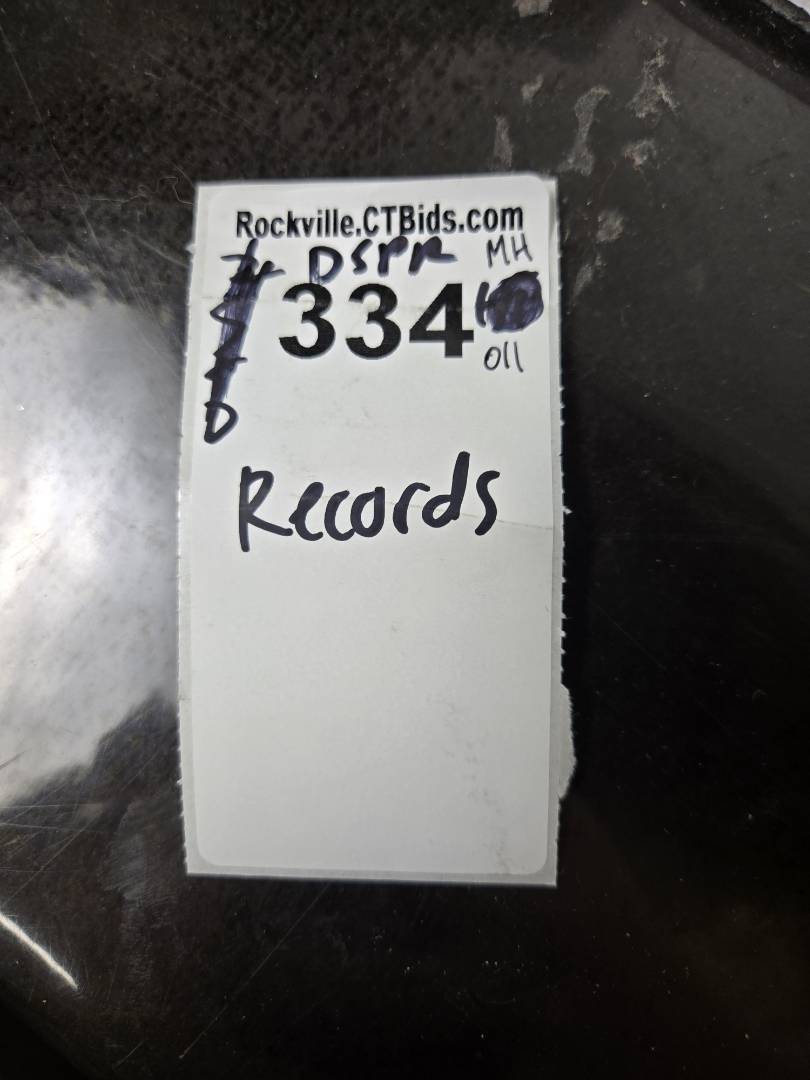 Rockville.CTBids.com
DSPR MH
334
011
D
Records